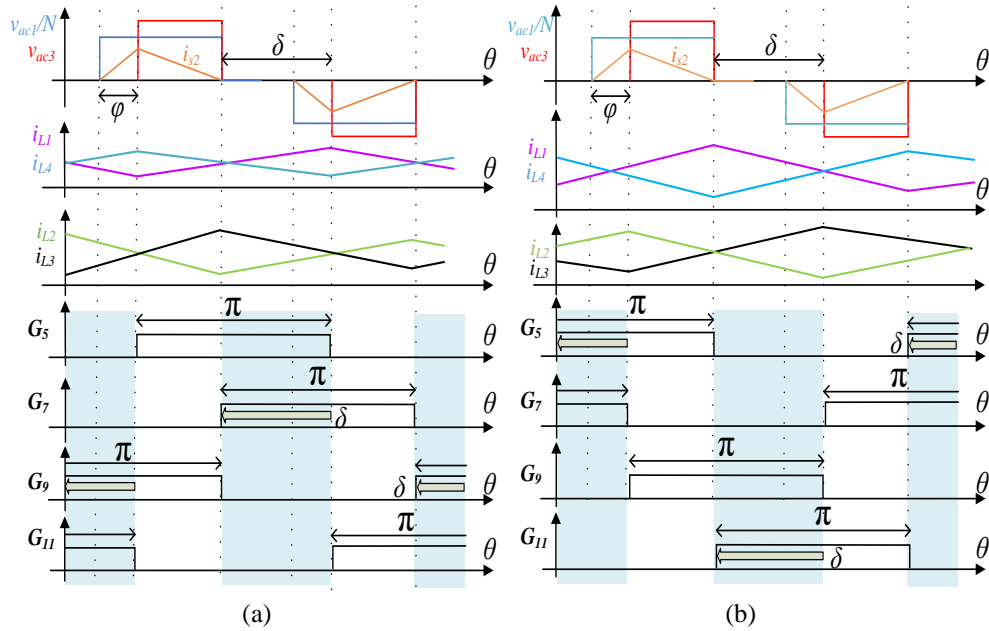 v_ac1/N
v_ac3
i_s2
δ
θ
φ
i_L1
i_L4
θ
i_L2
i_L3
θ
G_5
π
θ
G_7
π
δ
θ
G_9
π
δ
θ
G_11
π
θ
(a)
v_ac1/N
v_ac3
i_s2
δ
θ
φ
i_L1
i_L4
θ
i_L2
i_L3
θ
G_5
π
δ
θ
G_7
π
θ
G_9
π
θ
G_11
π
δ
θ
(b)